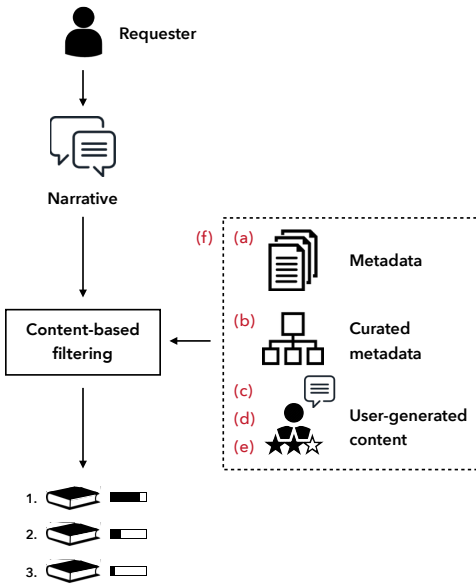 Requester
Narrative
(f)
(a)
Metadata
Content-based
filtering
(b)
Curated
metadata
(c)
(d)
(e)
User-generated
content
1.
2.
3.